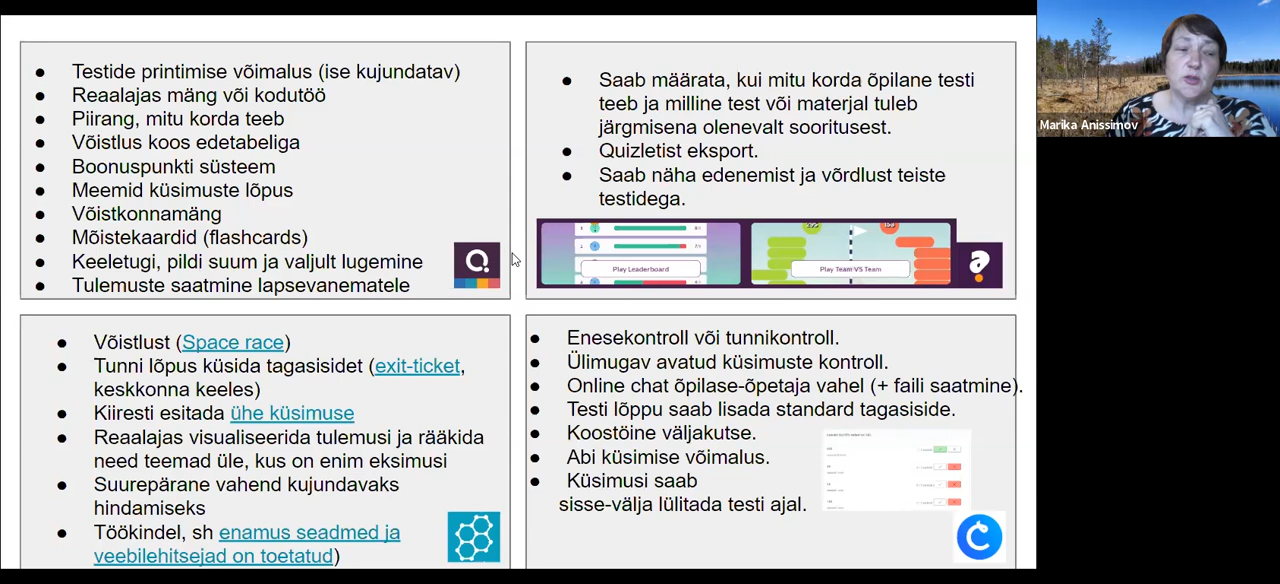 Testide printimise võimalus (ise kujundatav)
Reaalajas mäng või kodutöö
Piirang, mitu korda teeb
Võistlus koos edetabeliga
Boonuspunkti süsteem
Meemid küsimuste lõpus
Võistkonnamäng
Mõistekaardid (flashcards)
Keeletugi, pildi suum ja valjult lugemine
Tulemuste saatmine lapsevanematele
Saab määrata, kui mitu korda õpilane testi
teeb ja milline test või materjal tuleb
järgmisena olenevalt sooritusest.
Quizletist eksport.
Saab näha edenemist ja võrdlust teiste
testidega.
Play Leaderboard
Play Team VS Team
Võistlust (Space race)
Tunni lõpus küsida tagasisidet (exit-ticket,
keskkonna keeles)
Kiiresti esitada ühe küsimuse
Reaalajas visualiseerida tulemusi ja rääkida
need teemad üle, kus on enim eksimusi
Suurepärane vahend kujundavaks
hindamiseks
Töökindel, sh enamus seadmed ja
veebilehitsejad on toetatud)
Enesekontroll või tunnikontroll.
Ülimugav avatud küsimuste kontroll.
Online chat õpilase-õpetaja vahel (+ faili saatmine).
Testi lõppu saab lisada standard tagasiside.
Koostöine väljakutse.
Abi küsimise võimalus.
Küsimusi saab
sisse-välja lülitada testi ajal.
Marika Anissimov